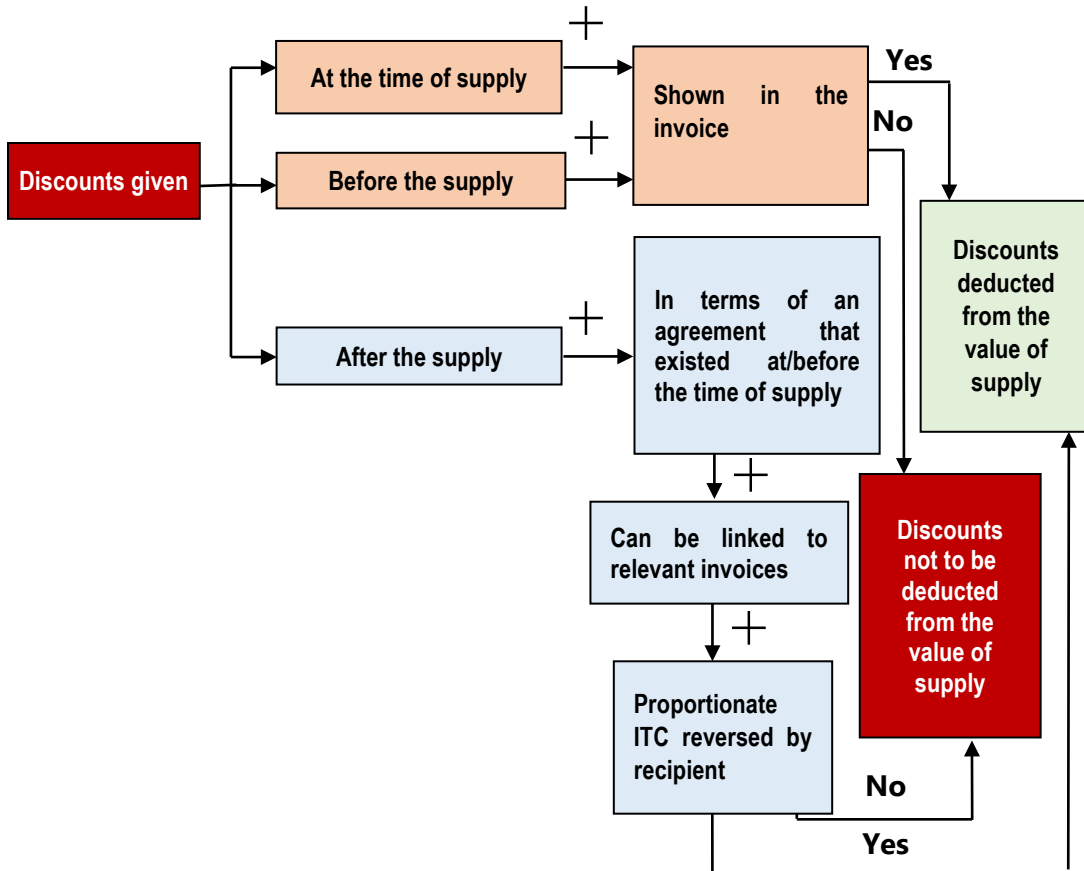 At the time of supply
Shown in the
invoice
Yes
No
Discounts given
Before the supply
After the supply
In terms of an
agreement that
existed at/before
the time of supply
Discounts
deducted
from the
value of
supply
Can be linked to
relevant invoices
Discounts
not to be
deducted
from the
value of
supply
Proportionate
ITC reversed by
recipient
No
Yes